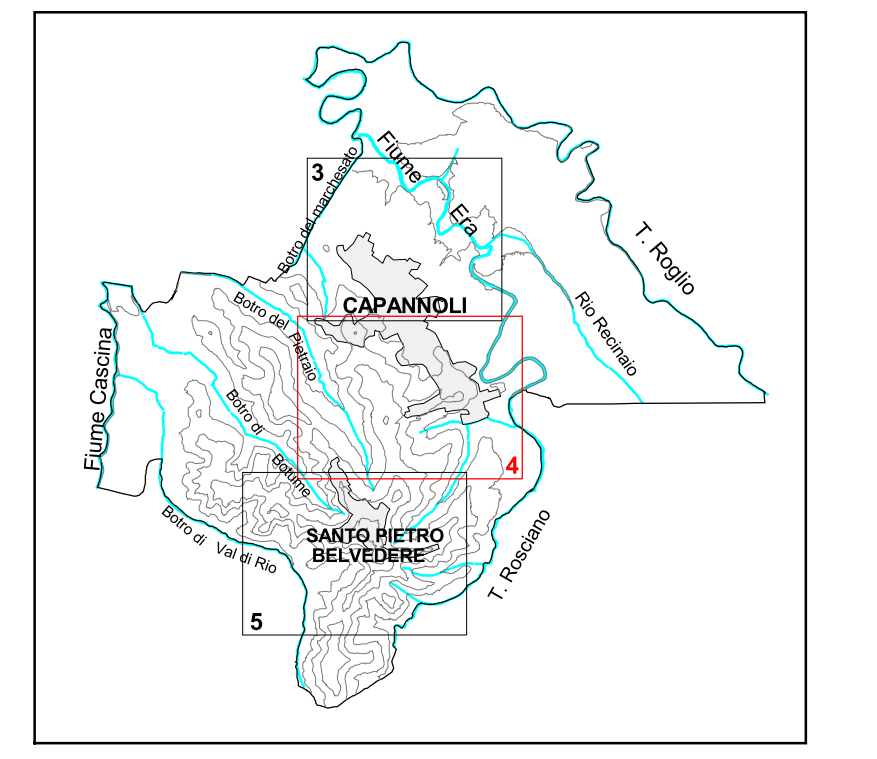 Fiume
Era
3
Botro del marchesato
T. Roglio
CAPANNOLI
Rio Recinaio
Botro del Pietraio
Fiume Cascina
Botro di
Botume
4
SANTO PIETRO
BELVEDERE
Botro di Val di Rio
T. Rosciano
5